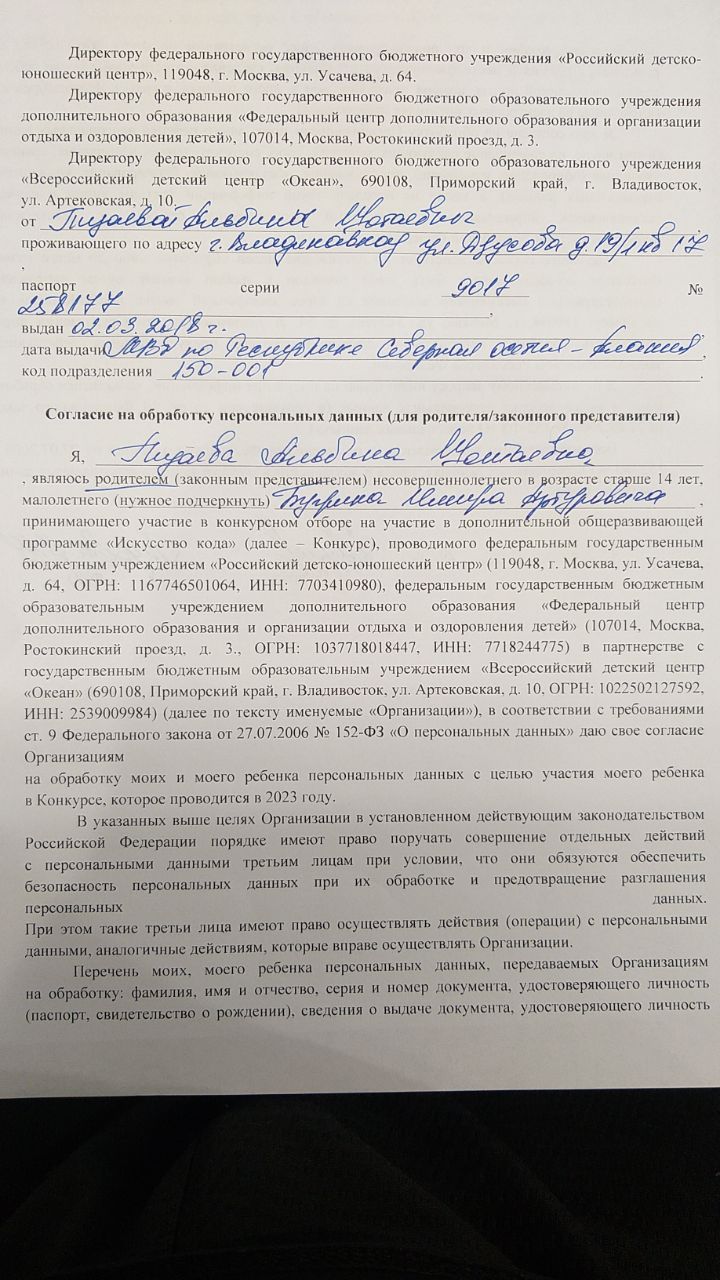 Директору федерального государственного бюджетного учреждения «Российский детско-
юношеский центр», 119048, г. Москва, ул. Усачева, д. 64.
Директору федерального государственного бюджетного образовательного учреждения
дополнительного образования «Федеральный центр дополнительного образования и организации
отдыха и оздоровления детей», 107014, Москва, Ростокинский проезд, д. 3.
Директору федерального государственного бюджетного образовательного учреждения
«Всероссийский детский центр «Океан», 690108, Приморский край, г. Владивосток,
ул. Артековская, д. 10.
от Альбины
проживающего по адресу г. Владикавказ ул. д. 19/1 кв 17
,
паспорт серии 9017 №
258177 ,
выдан 02.03.2018 г. ,
дата выдачи МВД по Республике Северная Осетия - Алания ,
код подразделения 150-001 .
Согласие на обработку персональных данных (для родителя/законного представителя)
Я, Альбина
, являюсь родителем (законным представителем) несовершеннолетнего в возрасте старше 14 лет,
малолетнего (нужное подчеркнуть) Артуровича ,
принимающего участие в конкурсном отборе на участие в дополнительной общеразвивающей
программе «Искусство кода» (далее – Конкурс), проводимого федеральным государственным
бюджетным учреждением «Российский детско-юношеский центр» (119048, г. Москва, ул. Усачева,
д. 64, ОГРН: 1167746501064, ИНН: 7703410980), федеральным государственным бюджетным
образовательным учреждением дополнительного образования «Федеральный центр
дополнительного образования и организации отдыха и оздоровления детей» (107014, Москва,
Ростокинский проезд, д. 3., ОГРН: 1037718018447, ИНН: 7718244775) в партнерстве с
государственным бюджетным образовательным учреждением «Всероссийский детский центр
«Океан» (690108, Приморский край, г. Владивосток, ул. Артековская, д. 10, ОГРН: 1022502127592,
ИНН: 2539009984) (далее по тексту именуемые «Организации»), в соответствии с требованиями
ст. 9 Федерального закона от 27.07.2006 № 152-ФЗ «О персональных данных» даю свое согласие
Организациям
на обработку моих и моего ребенка персональных данных с целью участия моего ребенка
в Конкурсе, которое проводится в 2023 году.
В указанных выше целях Организации в установленном действующим законодательством
Российской Федерации порядке имеют право поручать совершение отдельных действий
с персональными данными третьим лицам при условии, что они обязуются обеспечить
безопасность персональных данных при их обработке и предотвращение разглашения
персональных данных.
При этом такие третьи лица имеют право осуществлять действия (операции) с персональными
данными, аналогичные действиям, которые вправе осуществлять Организации.
Перечень моих, моего ребенка персональных данных, передаваемых Организациям
на обработку: фамилия, имя и отчество, серия и номер документа, удостоверяющего личность
(паспорт, свидетельство о рождении), сведения о выдаче документа, удостоверяющего личность